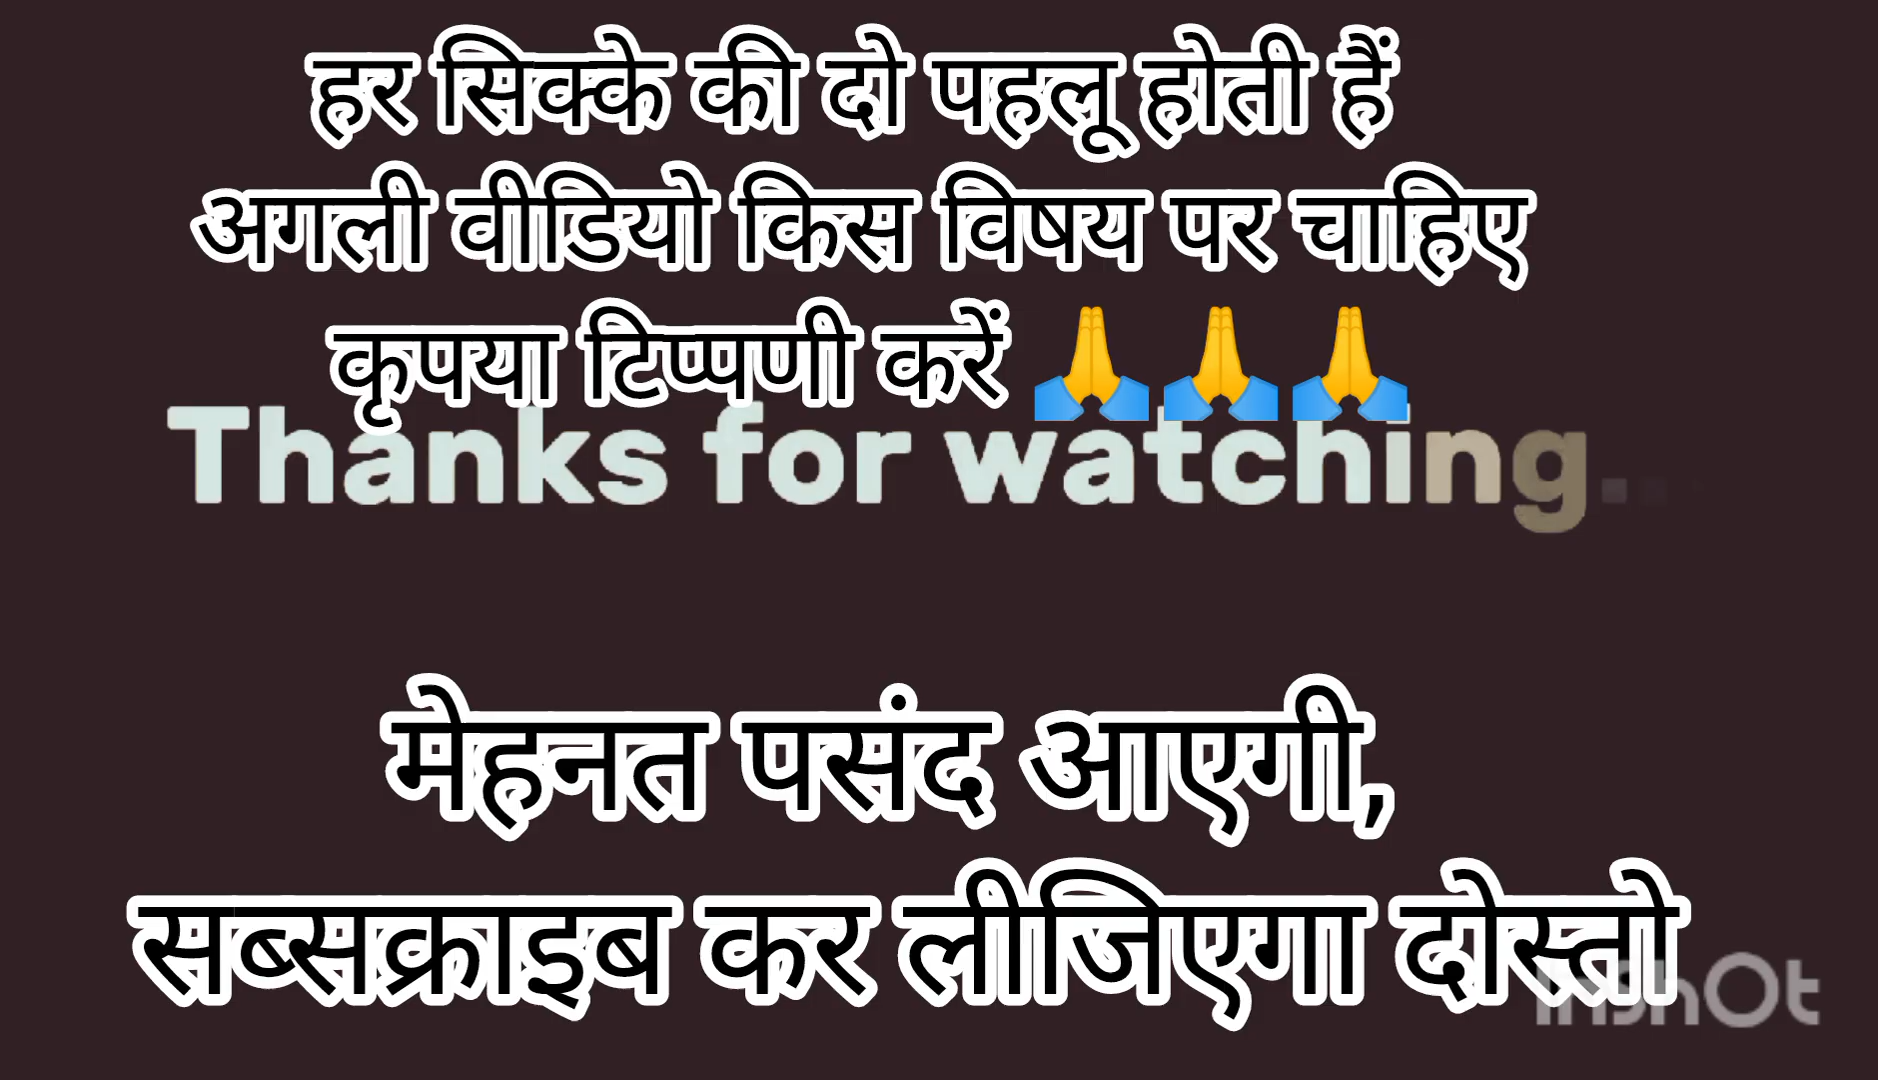 हर सिक्के की दो पहलू होती हैं
अगली वीडियो किस विषय पर चाहिए
कृपया टिप्पणी करें 🙏🙏🙏
Thanks for watching...
मेहनत पसंद आएगी,
सब्सक्राइब कर लीजिएगा दोस्तो
InShOt